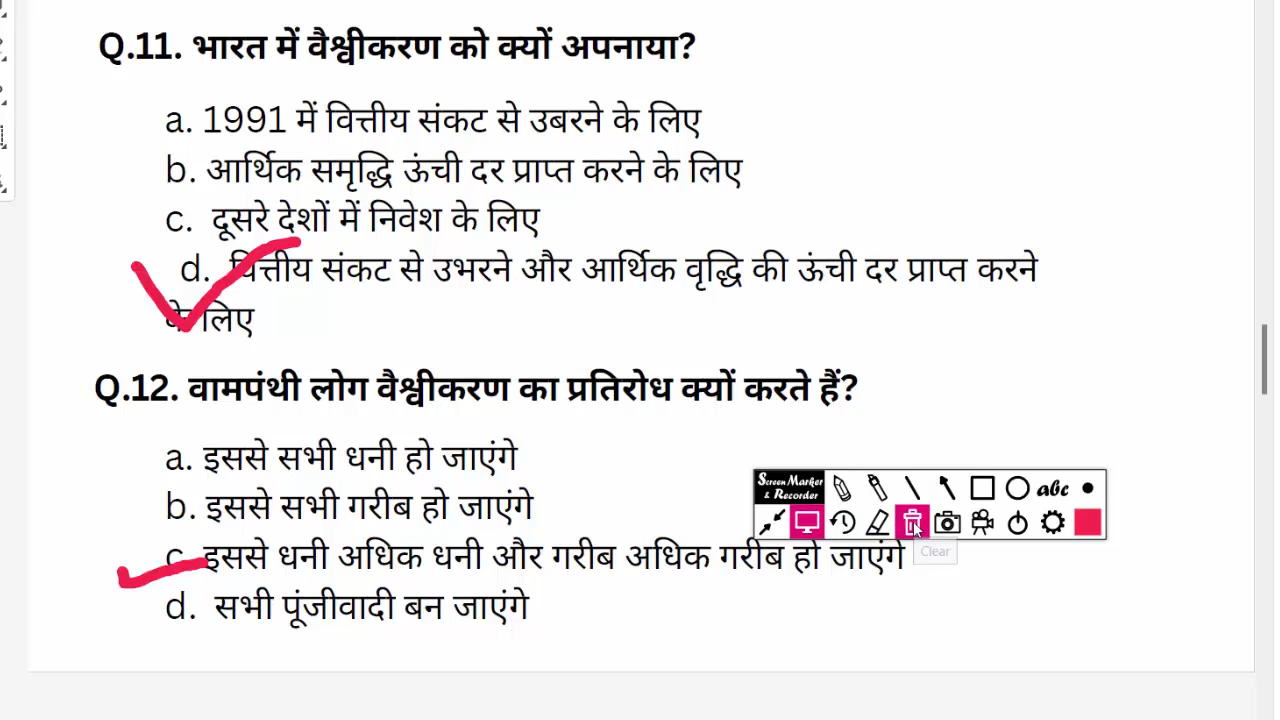 Q.11. भारत में वैश्वीकरण को क्यों अपनाया?
a. 1991 में वित्तीय संकट से उबरने के लिए
b. आर्थिक समृद्धि ऊंची दर प्राप्त करने के लिए
c. दूसरे देशों में निवेश के लिए
d. वित्तीय संकट से उभरने और आर्थिक वृद्धि की ऊंची दर प्राप्त करने
के लिए
Q.12. वामपंथी लोग वैश्वीकरण का प्रतिरोध क्यों करते हैं?
a. इससे सभी धनी हो जाएंगे
b. इससे सभी गरीब हो जाएंगे
Screen Marker
& Recorder
abc
c. इससे धनी अधिक धनी और गरीब अधिक गरीब हो जाएंगे
Clear
d. सभी पूंजीवादी बन जाएंगे